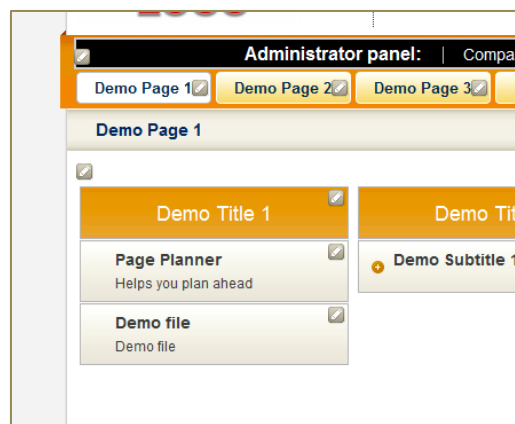 Administrator panel: | Compa
Demo Page 1 Demo Page 2 Demo Page 3
Demo Page 1
Demo Title 1 Demo Tit
Page Planner Demo Subtitle 1
Helps you plan ahead
Demo file
Demo file